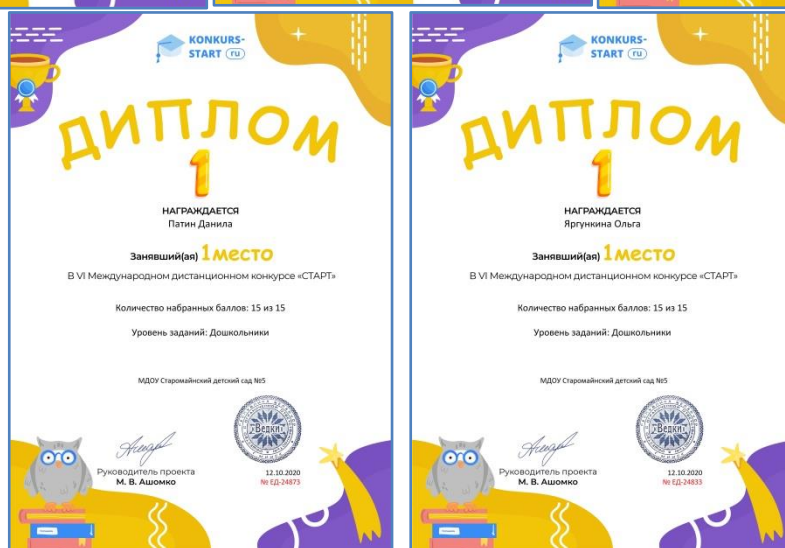 KONKURS-
START ru
ДИПЛОМ
1
НАГРАЖДАЕТСЯ
Патин Данила
Занявший(ая) 1 место
В VI Международном дистанционном конкурсе «СТАРТ»
Количество набранных баллов: 15 из 15
Уровень заданий: Дошкольники
МДОУ Старомайнский детский сад №5
«Ведки»
Руководитель проекта
М. В. Ашомко
12.10.2020
№ ЕД-24873
KONKURS-
START ru
ДИПЛОМ
1
НАГРАЖДАЕТСЯ
Яргункина Ольга
Занявший(ая) 1 место
В VI Международном дистанционном конкурсе «СТАРТ»
Количество набранных баллов: 15 из 15
Уровень заданий: Дошкольники
МДОУ Старомайнский детский сад №5
«Ведки»
Руководитель проекта
М. В. Ашомко
12.10.2020
№ ЕД-24833